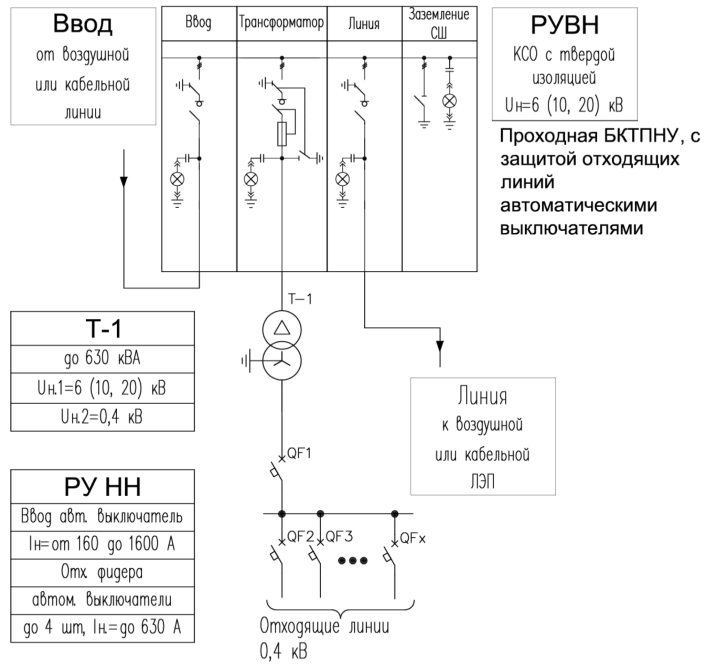 Ввод
от воздушной
или кабельной
линии
Ввод
Трансформатор
Линия
Заземление
СШ
РУВН
КСО с твердой
изоляцией
Uн=6 (10, 20) кВ
Проходная БКТПНУ, с
защитой отходящих
линий
автоматическими
выключателями
Т-1
Т-1
до 630 кВА
Uн.1=6 (10, 20) кВ
Uн.2=0,4 кВ
Линия
к воздушной
или кабельной
ЛЭП
QF1
РУ НН
Ввод авт. выключатель
Iн=от 160 до 1600 А
Отх. фидера
автом. выключатели
до 4 шт, Iн.=до 630 А
QF2
QF3
QFx
Отходящие линии
0,4 кВ